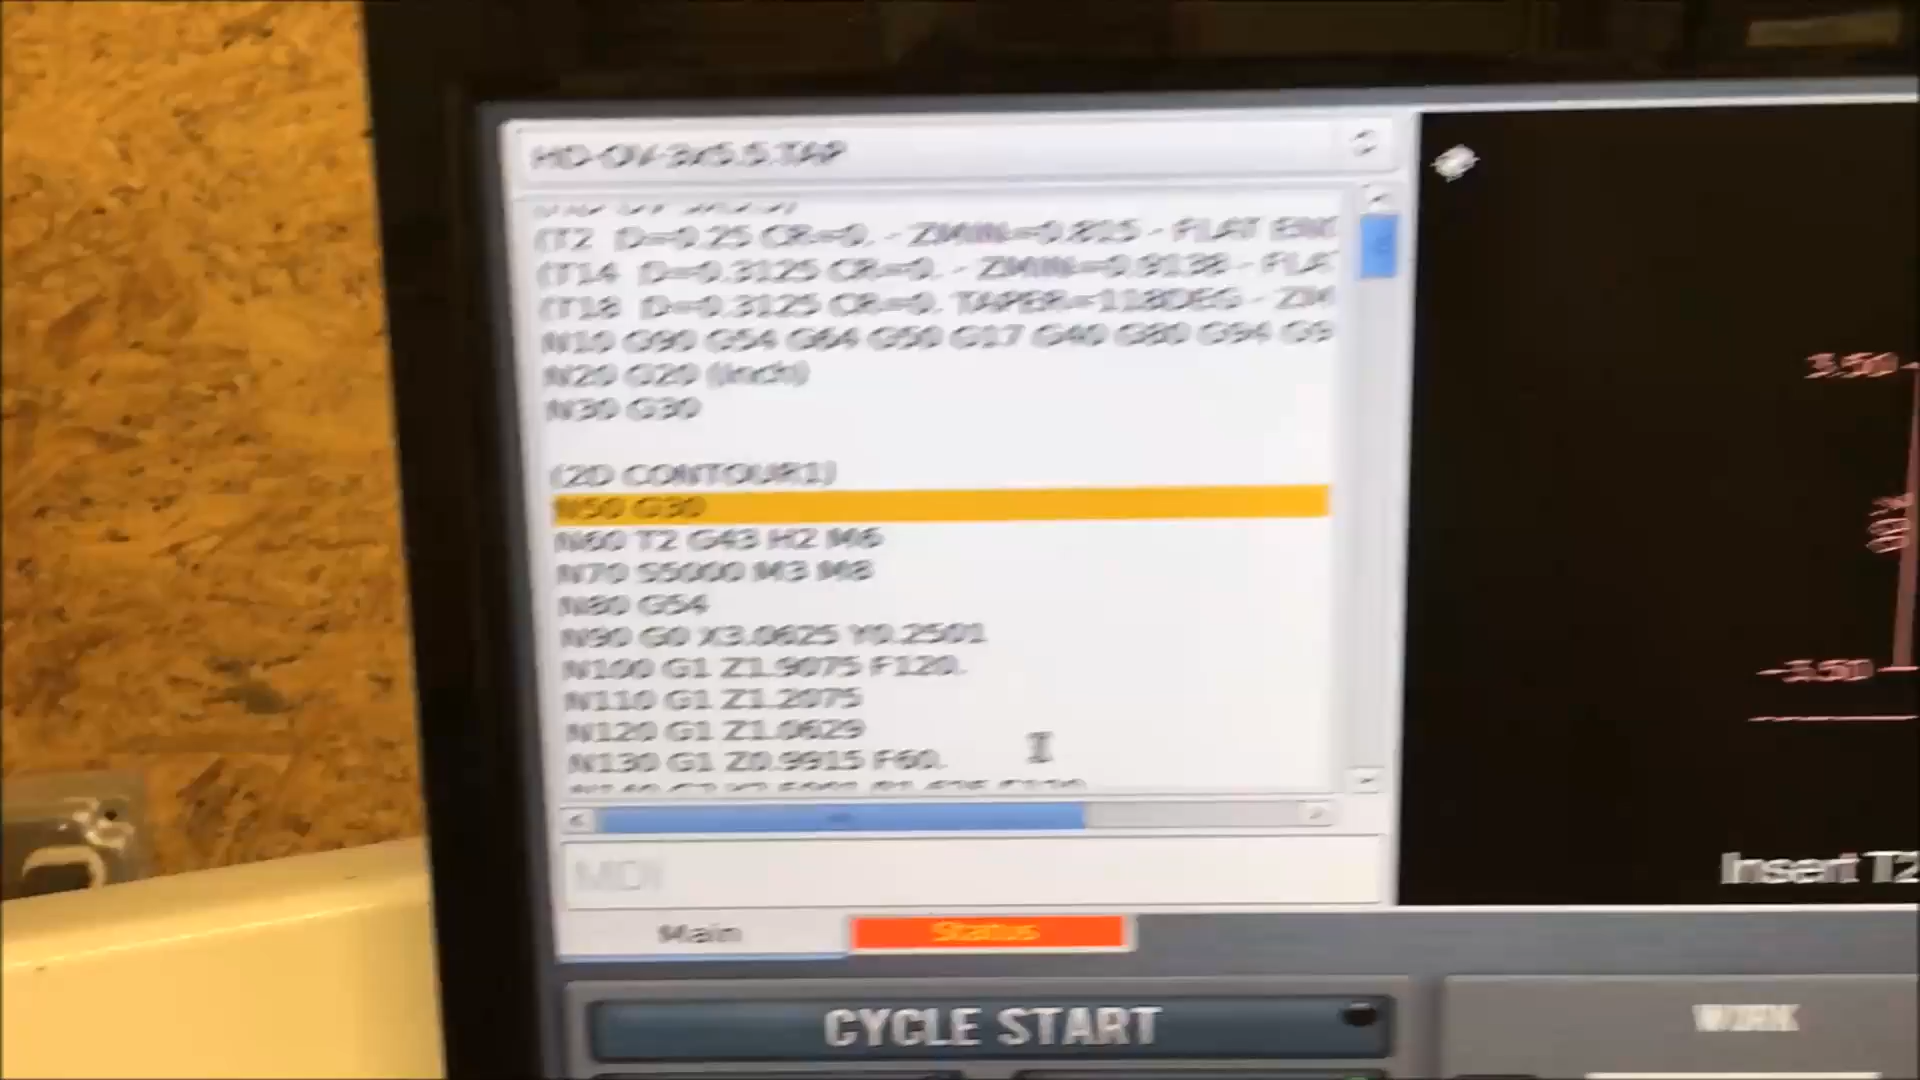 HD-OV-3x5.5.TAP
(T2 D=0.25 CR=0. - ZMIN=0.815 - FLAT END
(T14 D=0.3125 CR=0. - ZMIN=0.9138 - FLA
(T18 D=0.3125 CR=0. TAPER=118DEG - ZM
N10 G90 G54 G64 G50 G17 G40 G80 G94 G9
N20 G20 (Inch)
N30 G30
(2D CONTOUR1)
N50 G30
N60 T2 G43 H2 M6
N70 S5000 M3 M8
N80 G54
N90 G0 X3.0625 Y0.2501
N100 G1 Z1.9075 F120.
N110 G1 Z1.2075
N120 G1 Z1.0629
N130 G1 Z0.9915 F60.
MDI
Main Status
CYCLE START
WORK
3.50
-3.50
Insert T2